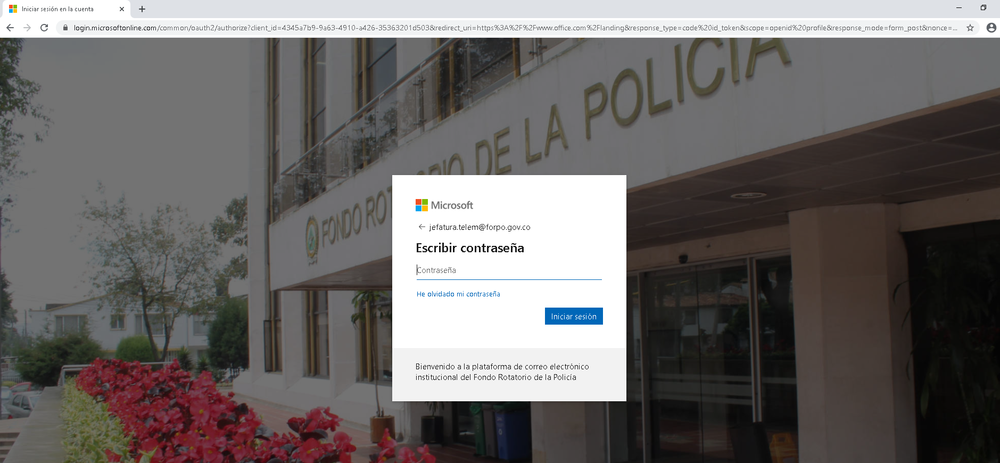 Iniciar sesión en la cuenta
login.microsoftonline.com/common/oauth2/authorize?client_id=4345a7b9-9a63-4910-a426-35363201d503&redirect_uri=https%3A%2F%2Fwww.office.com%2Flanding&response_type=code%20id_token&scope=openid%20profile&response_mode=form_post&nonce=...
FONDO ROT ORIO DE LA POLICÍA
Microsoft
jefatura.telem@forpo.gov.co
Escribir contraseña
Contraseña
He olvidado mi contraseña
Iniciar sesión
Bienvenido a la plataforma de correo electrónico
institucional del Fondo Rotatorio de la Policía